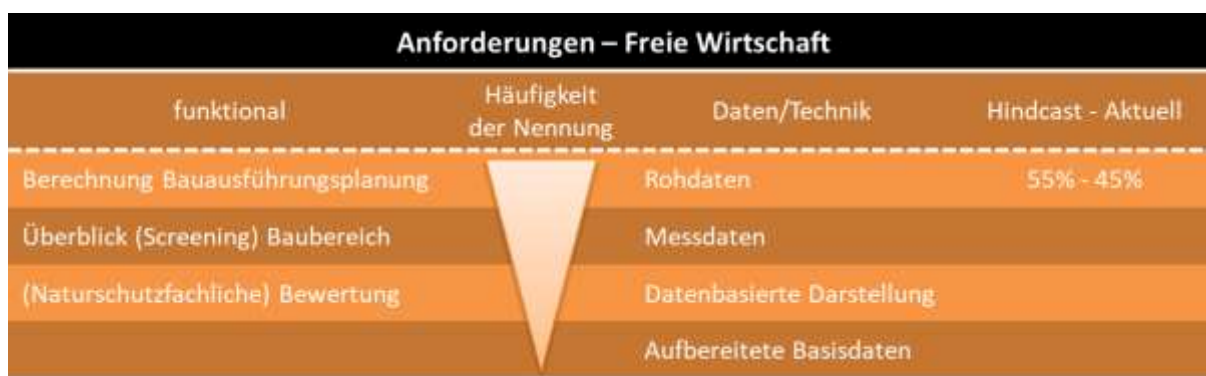 Anforderungen – Freie Wirtschaft
funktional
Häufigkeit
der Nennung
Daten/Technik
Hindcast - Aktuell
Berechnung Bauausführungsplanung
Rohdaten
55% - 45%
Überblick (Screening) Baubereich
Messdaten
(Naturschutzfachliche) Bewertung
Datenbasierte Darstellung
Aufbereitete Basisdaten